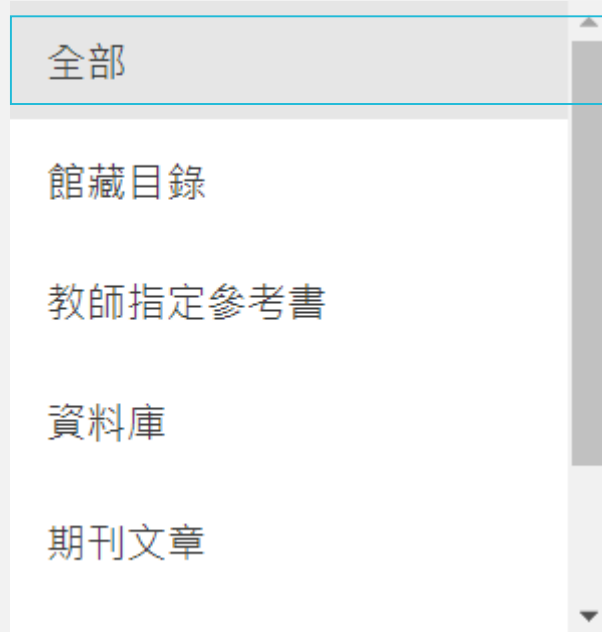 全部
館藏目錄
教師指定參考書
資料庫
期刊文章